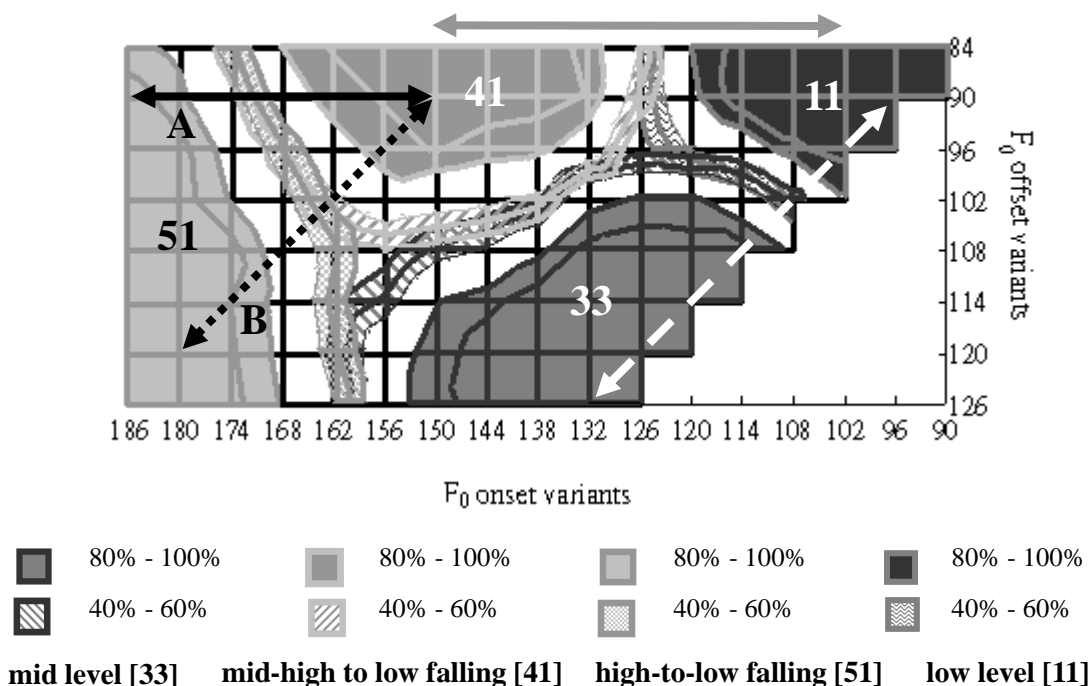 84
41
11
90
A
96
102
51
108
33
B
114
120
126
F0 offset variants
186 180 174 168 162 156 150 144 138 132 126 120 114 108 102 96 90
F0 onset variants
80% - 100% 80% - 100% 80% - 100% 80% - 100%
40% - 60% 40% - 60% 40% - 60% 40% - 60%
mid level [33] mid-high to low falling [41] high-to-low falling [51] low level [11]